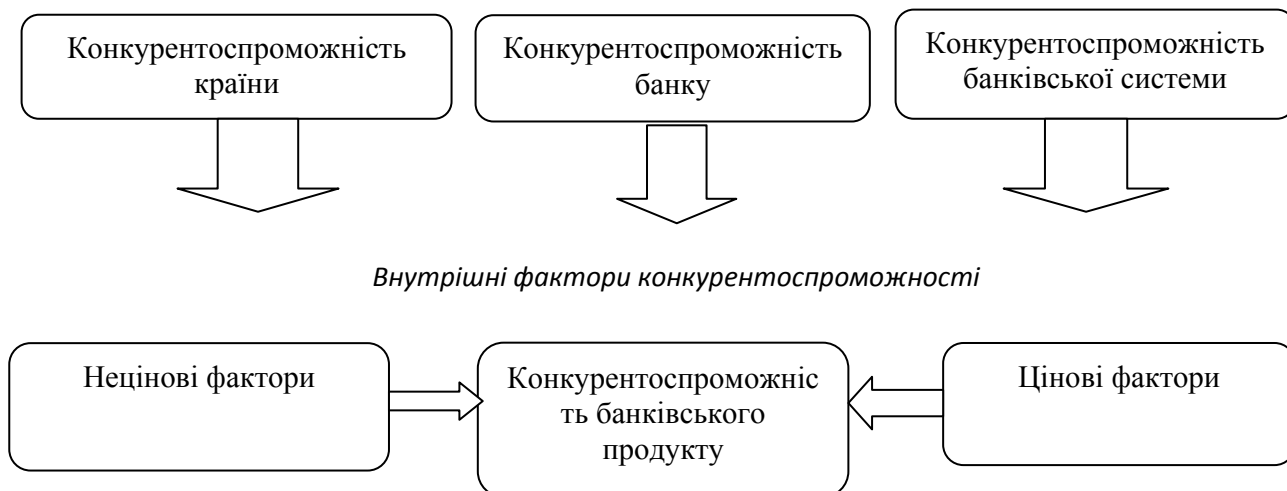 Конкурентоспроможність
країни
Конкурентоспроможність
банку
Конкурентоспроможність
банківської системи
Внутрішні фактори конкурентоспроможності
Нецінові фактори
Конкурентоспроможніс
ть банківського
продукту
Цінові фактори